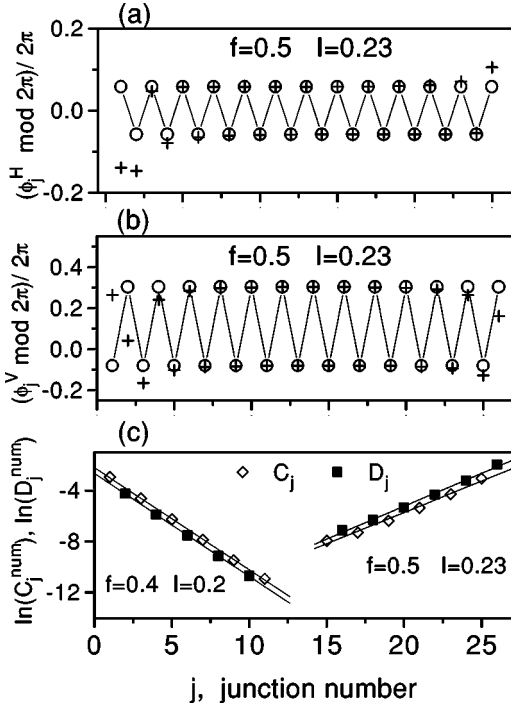 (a)
f=0.5 I=0.23
(ϕⱼᴴ mod 2π)/ 2π
0.2
0.0
-0.2
(b)
f=0.5 I=0.23
(ϕⱼⱽ mod 2π)/ 2π
0.4
0.2
0.0
-0.2
(c)
◇ Cⱼ ■ Dⱼ
ln(Cⱼⁿᵘᵐ), ln(Dⱼⁿᵘᵐ)
-4
-8
-12
f=0.4 I=0.2
f=0.5 I=0.23
0 5 10 15 20 25
j, junction number